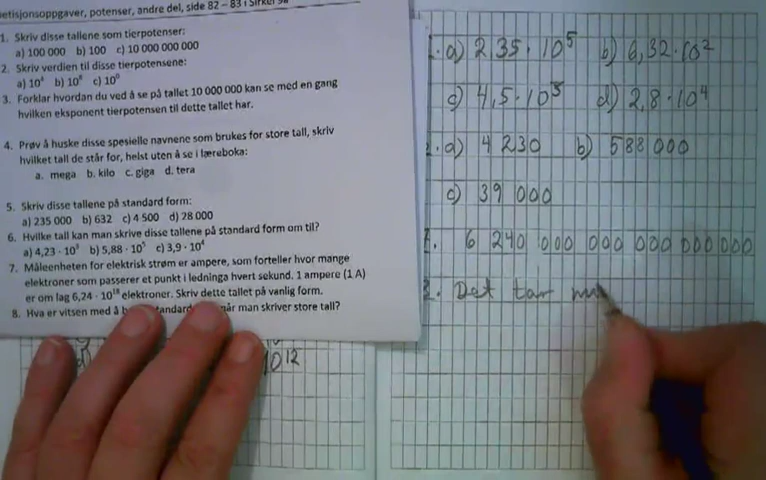 etisjonsoppgaver, potenser, andre del, side 82 – 83 i Sirkel
1. Skriv disse tallene som tierpotenser:
a) 100 000 b) 100 c) 10 000 000 000
2. Skriv verdien til disse tierpotensene:
3. Forklar hvordan du ved å se på tallet 10 000 000 kan se med en gang
hvilken eksponent tierpotensen til dette tallet har.
4. Prøv å huske disse spesielle navnene som brukes for store tall, skriv
hvilket tall de står for, helst uten å se i læreboka:
a. mega b. kilo c. giga d. tera
5. Skriv disse tallene på standard form:
a) 235 000 b) 632 c) 4 500 d) 28 000
6. Hvilke tall kan man skrive disse tallene på standard form om til?
a) 4,23 · 10³ b) 5,88 · 10⁵ c) 3,9 · 10⁴
7. Måleenheten for elektrisk strøm er ampere, som forteller hvor mange
elektroner som passerer et punkt i ledninga hvert sekund. 1 ampere (1 A)
er om lag 6,24 · 10¹⁸ elektroner. Skriv dette tallet på vanlig form.
8. Hva er vitsen med å når man skriver store tall?
10¹²
a) 2,35 · 10⁵ b) 6,32 · 10²
c) 4,5 · 10³ d) 2,8 · 10⁴
a) 4 230 b) 588 000
c) 39 000
7. 6 240 000 000 000 000 000
8. Det tar